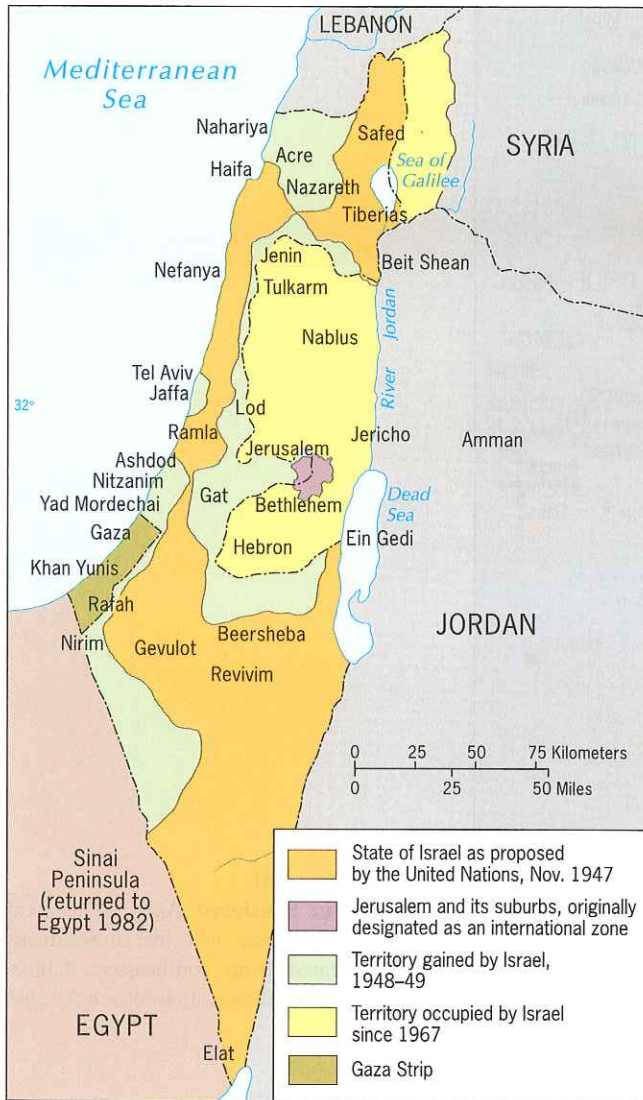 LEBANON
Mediterranean
Sea
Nahariya
Safed
SYRIA
Acre
Sea of
Galilee
Haifa
Nazareth
Tiberias
Jenin
Beit Shean
Nefanya
Tulkarm
Nablus
Jordan
River
Tel Aviv
Jaffa
32°
Lod
Ramla
Jericho
Amman
Jerusalem
Ashdod
Nitzanim
Gat
Dead
Sea
Yad Mordechai
Bethlehem
Gaza
Ein Gedi
Hebron
Khan Yunis
Rafah
JORDAN
Nirim
Gevulot
Beersheba
Revivim
0 25 50 75 Kilometers
0 25 50 Miles
Sinai
Peninsula
(returned to
Egypt 1982)
EGYPT
Elat
State of Israel as proposed
by the United Nations, Nov. 1947
Jerusalem and its suburbs, originally
designated as an international zone
Territory gained by Israel,
1948–49
Territory occupied by Israel
since 1967
Gaza Strip